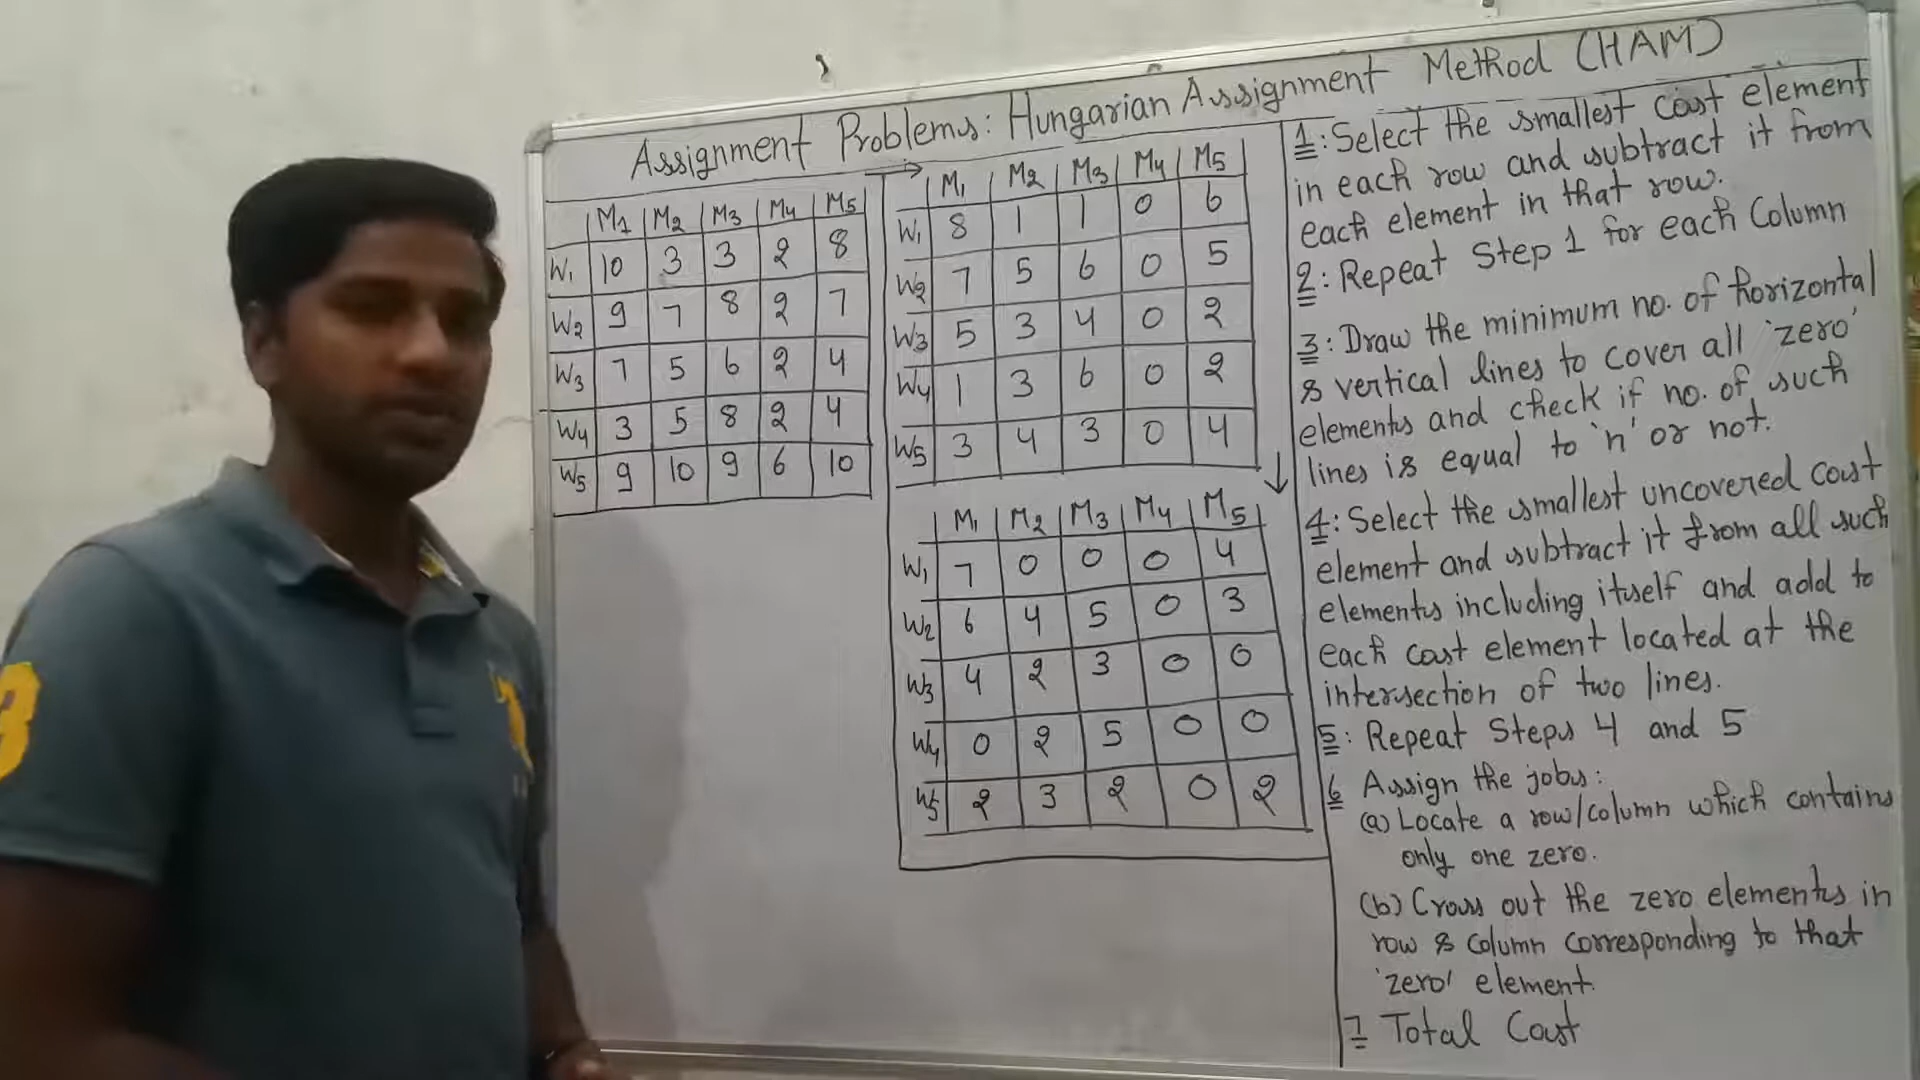 Assignment Problems: Hungarian Assignment Method (HAM)
M1 M2 M3 M4 M5
W1 10 3 3 2 8
W2 9 7 8 2 7
W3 7 5 6 2 4
W4 3 5 8 2 4
W5 9 10 9 6 10
M1 M2 M3 M4 M5
W1 8 1 1 0 6
W2 7 5 6 0 5
W3 5 3 4 0 2
W4 1 3 6 0 2
W5 3 4 3 0 4
M1 M2 M3 M4 M5
W1 7 0 0 0 4
W2 6 4 5 0 3
W3 4 2 3 0 0
W4 0 2 5 0 0
W5 2 3 2 0 2
1: Select the smallest cost element
in each row and subtract it from
each element in that row.
2: Repeat Step 1 for each Column
3: Draw the minimum no. of horizontal
& vertical lines to cover all 'zero'
elements and check if no. of such
lines is equal to 'n' or not.
4: Select the smallest uncovered cost
element and subtract it from all such
elements including itself and add to
each cost element located at the
intersection of two lines.
5: Repeat Steps 4 and 5
6 Assign the jobs:
(a) Locate a row/column which contains
only one zero.
(b) Cross out the zero elements in
row & column corresponding to that
'zero' element.
7 Total Cost
3